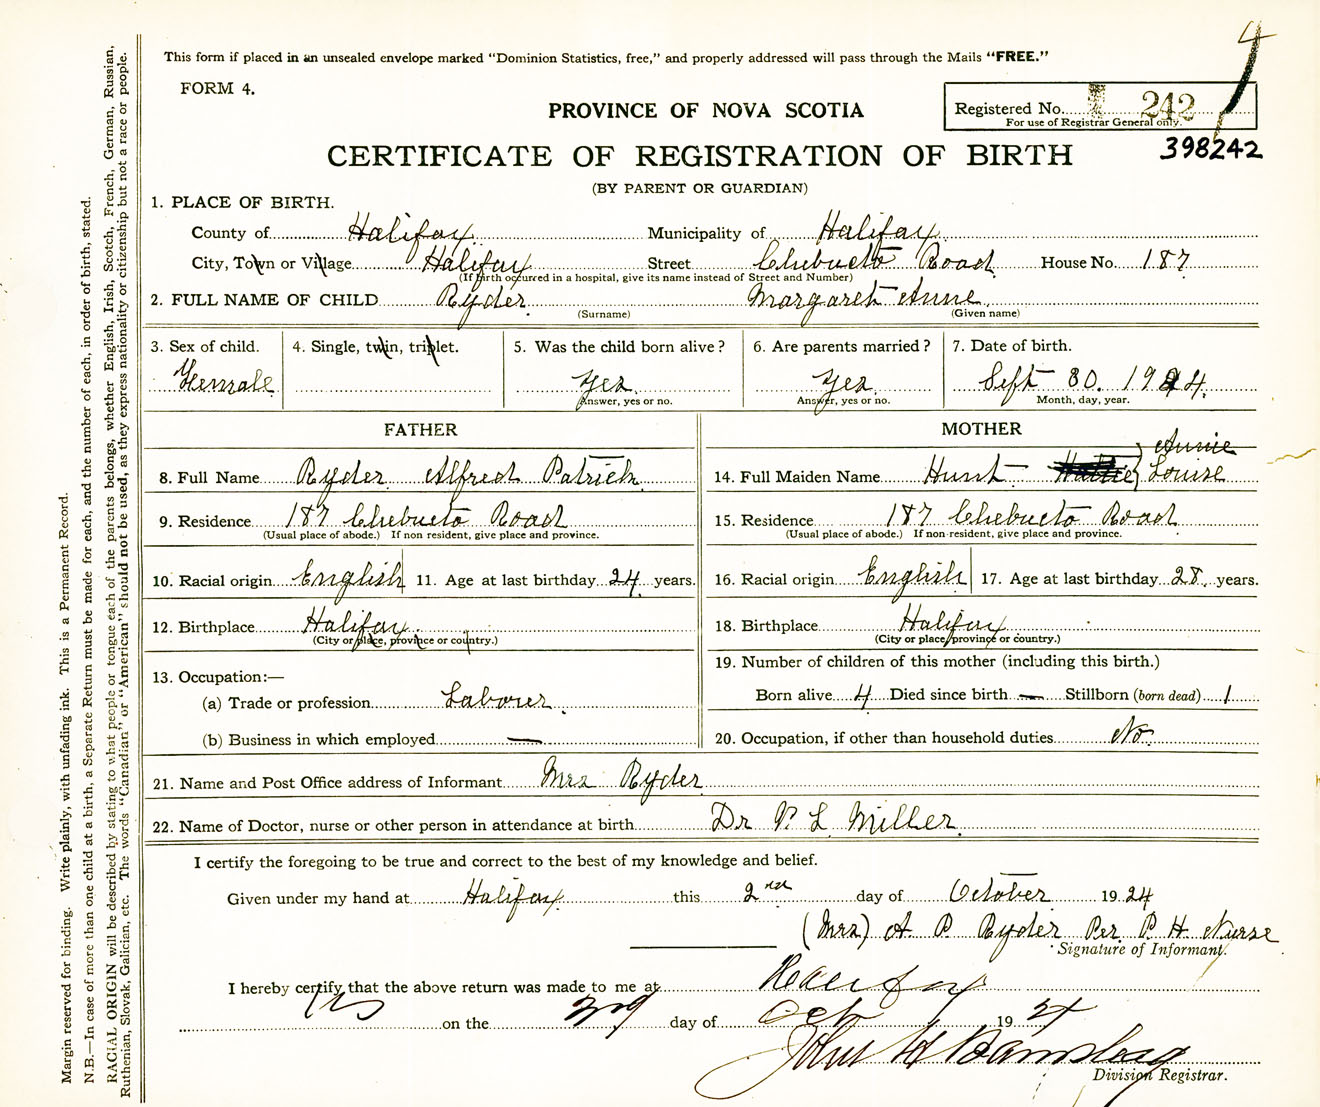 This form if placed in an unsealed envelope marked "Dominion Statistics, free," and properly addressed will pass through the Mails "FREE."
4
FORM 4.
PROVINCE OF NOVA SCOTIA
Registered No. 242
For use of Registrar General only.
398242
CERTIFICATE OF REGISTRATION OF BIRTH
(BY PARENT OR GUARDIAN)
1. PLACE OF BIRTH.
County of Halifax Municipality of Halifax
City, Town or Village Halifax Street Chebucto Road House No. 187
(If birth occurred in a hospital, give its name instead of Street and Number)
2. FULL NAME OF CHILD Ryder Margaret Anne
(Surname) (Given name)
3. Sex of child. 4. Single, twin, triplet. 5. Was the child born alive? 6. Are parents married? 7. Date of birth.
Female yes yes Sept 30. 1924.
Answer, yes or no. Answer, yes or no. Month, day, year.
FATHER MOTHER
Annie
8. Full Name Ryder Alfred Patrick 14. Full Maiden Name Hunt Hattie Louise
9. Residence 187 Chebucto Road 15. Residence 187 Chebucto Road
(Usual place of abode.) If non resident, give place and province. (Usual place of abode.) If non-resident, give place and province.
10. Racial origin English 11. Age at last birthday 24 years. 16. Racial origin English 17. Age at last birthday 28 years.
12. Birthplace Halifax 18. Birthplace Halifax
(City or place, province or country.) (City or place, province or country.)
19. Number of children of this mother (including this birth.)
13. Occupation:—
(a) Trade or profession Laborer Born alive 4 Died since birth — Stillborn (born dead) 1
(b) Business in which employed — 20. Occupation, if other than household duties No
21. Name and Post Office address of Informant Mrs Ryder
22. Name of Doctor, nurse or other person in attendance at birth Dr P. L. Miller
I certify the foregoing to be true and correct to the best of my knowledge and belief.
Given under my hand at Halifax this 2nd day of October 1924
(Mrs) A. P. Ryder Per P. H. Nurse
Signature of Informant.
I hereby certify that the above return was made to me at Halifax
on the 3rd day of Oct 1924
John H
Division Registrar.
Margin reserved for binding. Write plainly, with unfading ink. This is a Permanent Record.
N.B.—In case of more than one child at a birth, a Separate Return must be made for each, and the number of each, in order of birth, stated.
RACIAL ORIGIN will be described by stating to what people or tongue each of the parents belongs, whether English, Irish, Scotch, French, German, Russian,
Ruthenian, Slovak, Galician, etc. The words "Canadian" or "American" should not be used, as they express nationality or citizenship but not a race or people.